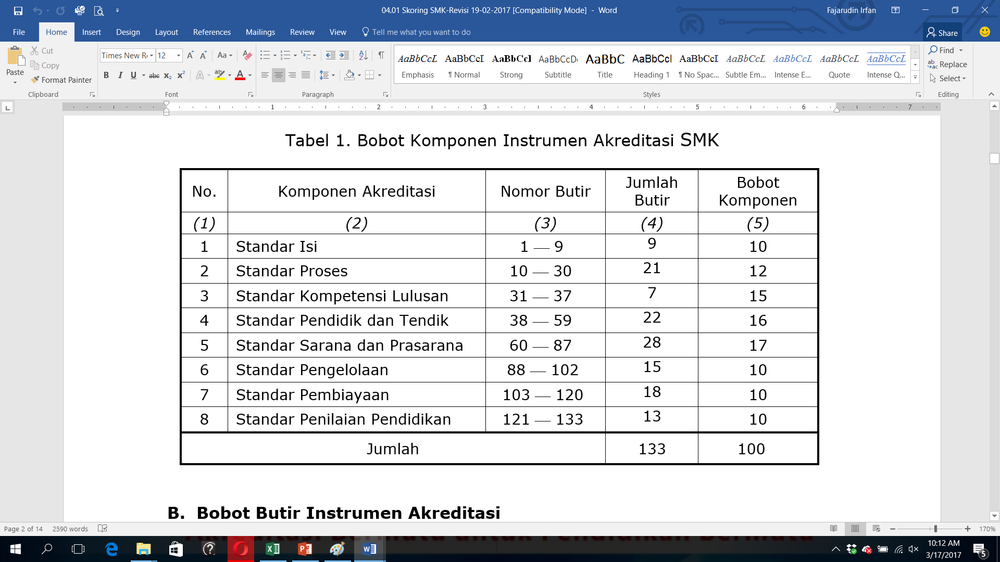 04.01 Skoring SMK-Revisi 19-02-2017 [Compatibility Mode] - Word
Fajarudin Irfan
File Home Insert Design Layout References Mailings Review View Tell me what you want to do
Share
Paste
Cut
Copy
Format Painter
Clipboard
Times New R 12
Font
Paragraph
AaBbCcL AaBbCcI AaBbCcI AaBbCcD AaBbC AaBbCcI AaBbCcI AaBbCcL AaBbCcL AaBbCcL AaBbCcL
Emphasis ¶ Normal Strong Subtitle Title Heading 1 ¶ No Spac... Subtle Em... Intense E... Quote Intense Q...
Styles
Find
Replace
Select
Editing
1 2 3 4 5 6 7
Tabel 1. Bobot Komponen Instrumen Akreditasi SMK
No. Komponen Akreditasi Nomor Butir Jumlah Butir Bobot Komponen
(1) (2) (3) (4) (5)
1 Standar Isi 1 — 9 9 10
2 Standar Proses 10 — 30 21 12
3 Standar Kompetensi Lulusan 31 — 37 7 15
4 Standar Pendidik dan Tendik 38 — 59 22 16
5 Standar Sarana dan Prasarana 60 — 87 28 17
6 Standar Pengelolaan 88 — 102 15 10
7 Standar Pembiayaan 103 — 120 18 10
8 Standar Penilaian Pendidikan 121 — 133 13 10
Jumlah 133 100
B. Bobot Butir Instrumen Akreditasi
Page 2 of 14 2590 words
170%
10:12 AM
3/17/2017
5